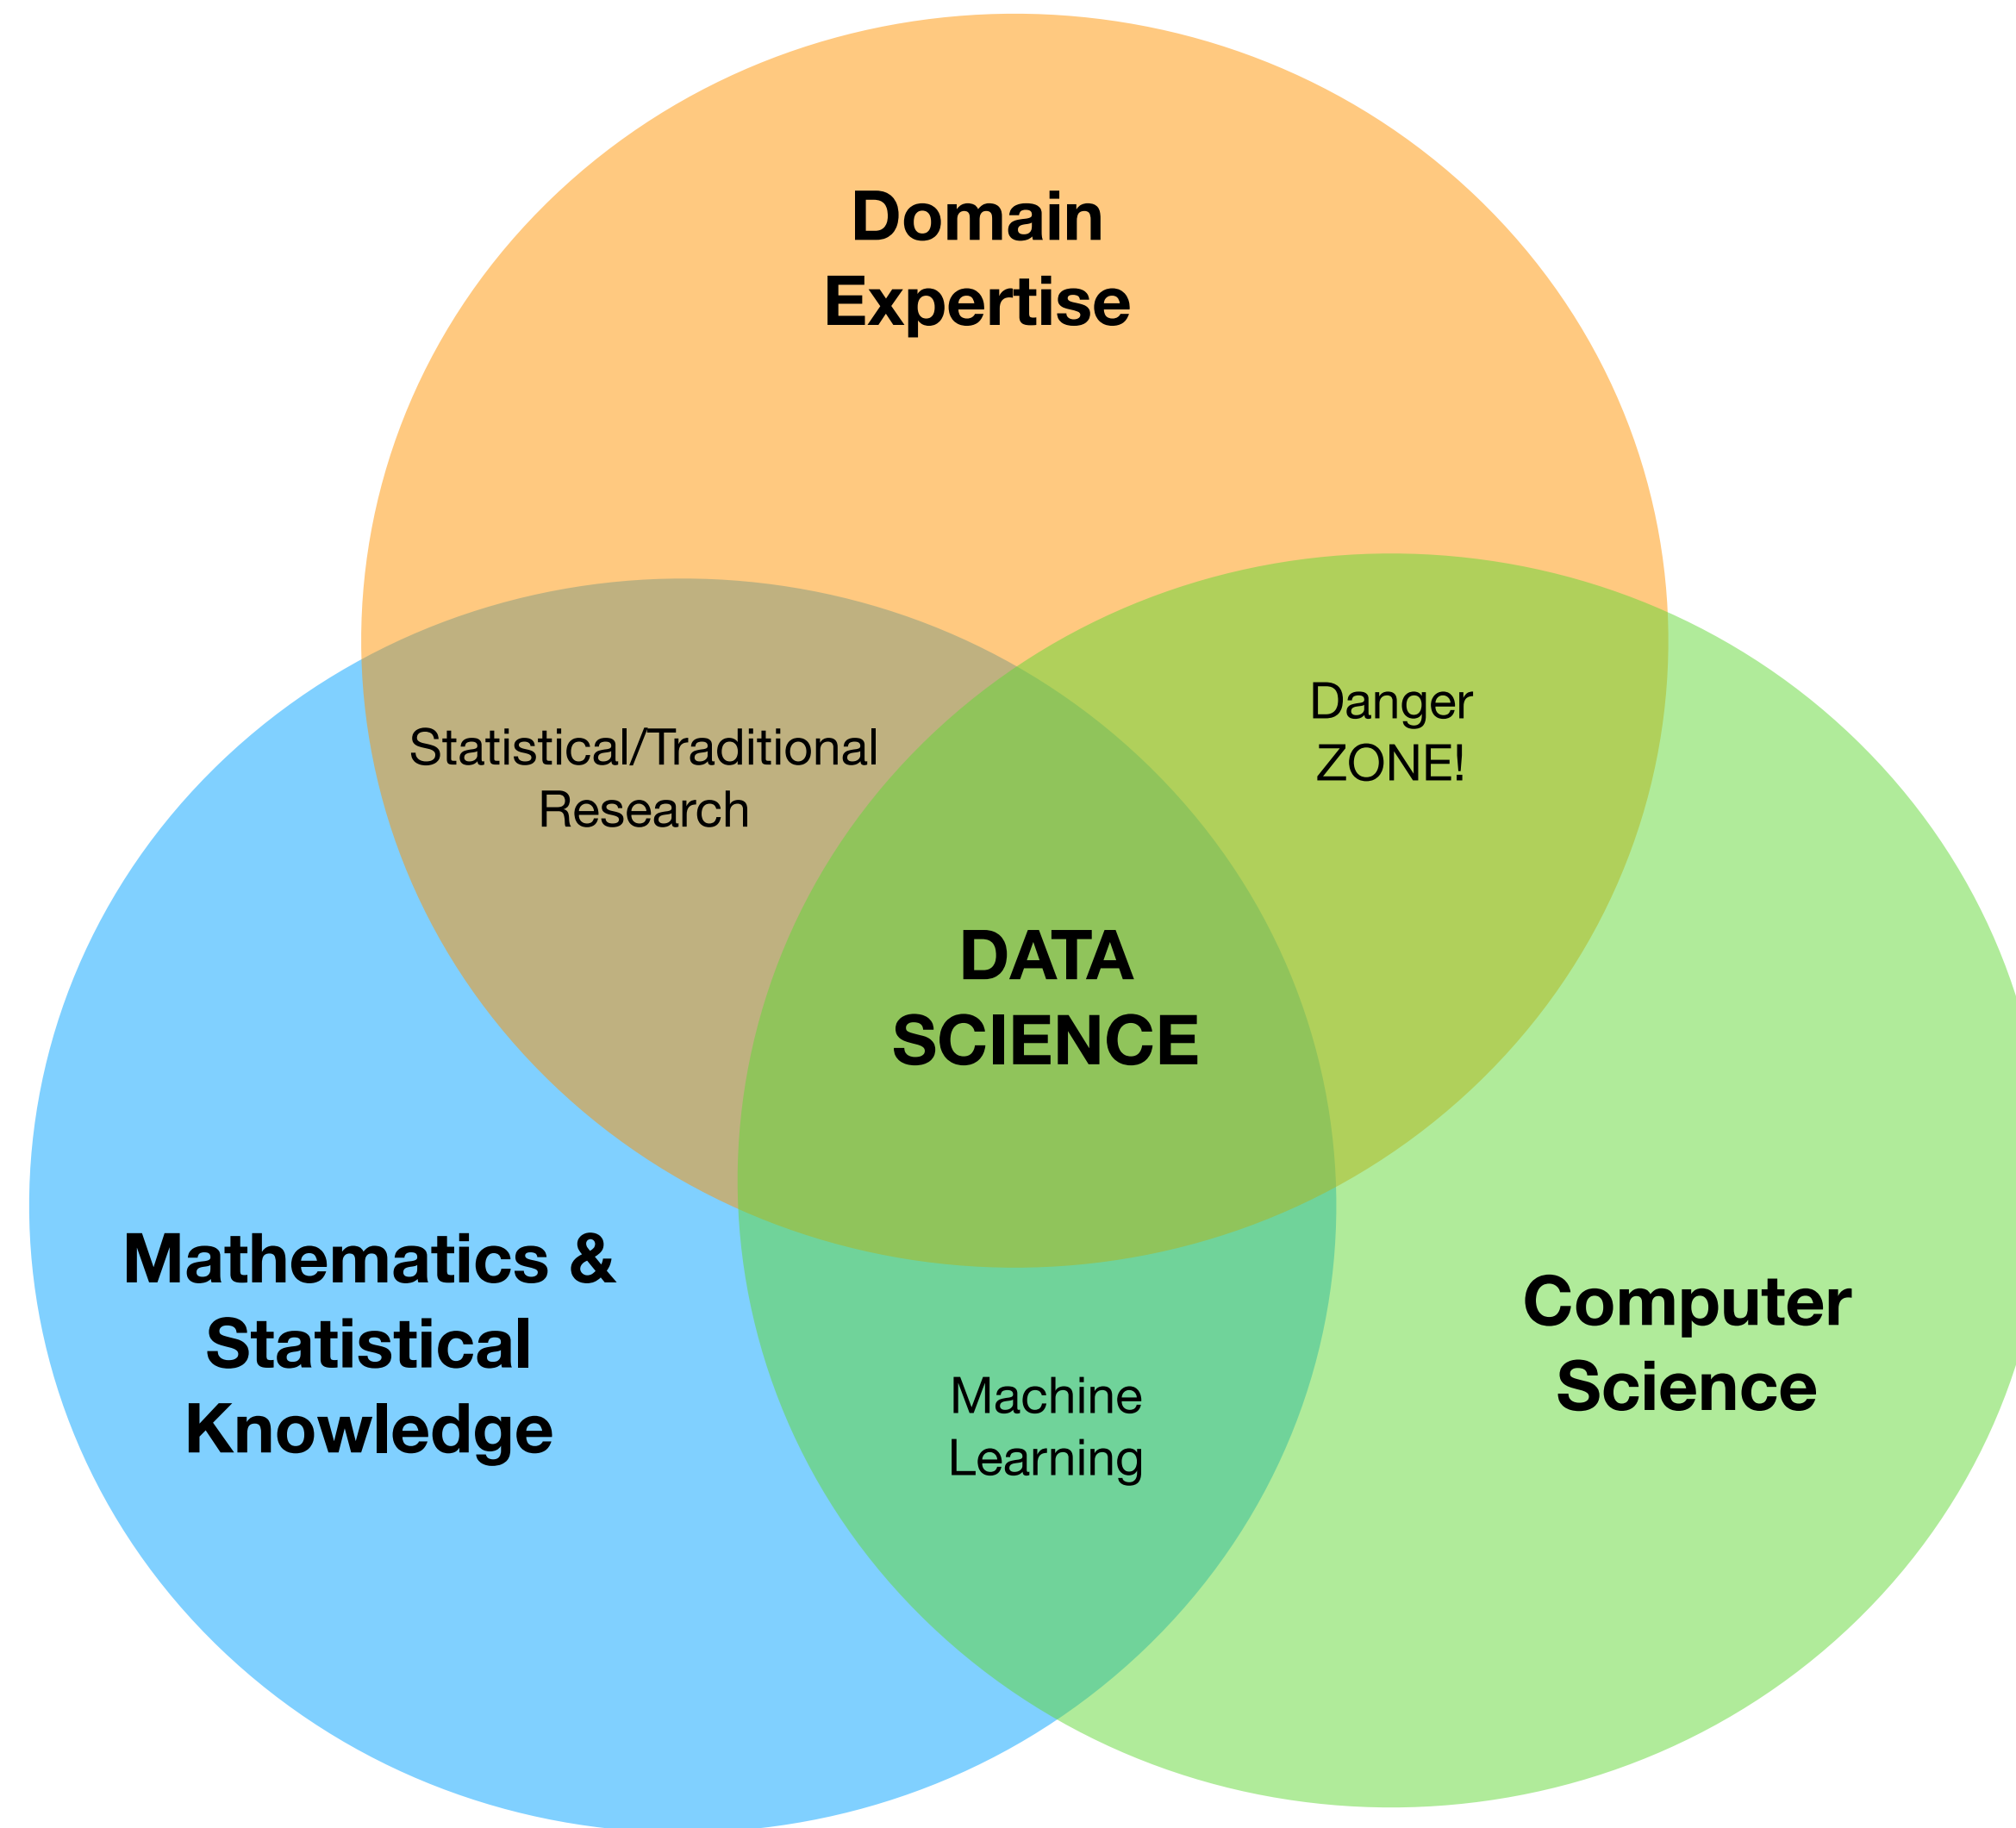 Domain
Expertise
Statistical/Traditional
Research
Danger
ZONE!
DATA
SCIENCE
Mathematics &
Statistical
Knowledge
Computer
Science
Machine
Learning